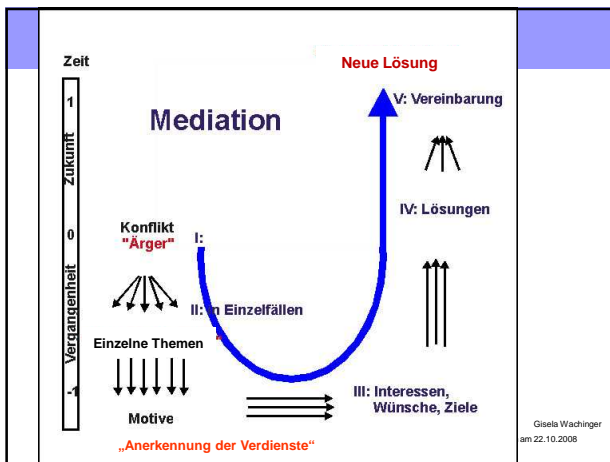 Zeit
Neue Lösung
1
V: Vereinbarung
Mediation
Zukunft
IV: Lösungen
Konflikt
0
I:
"Ärger"
Vergangenheit
II: in Einzelfällen
Einzelne Themen
-1
III: Interessen,
Wünsche, Ziele
Motive
Gisela Wachinger
am 22.10.2008
„Anerkennung der Verdienste“